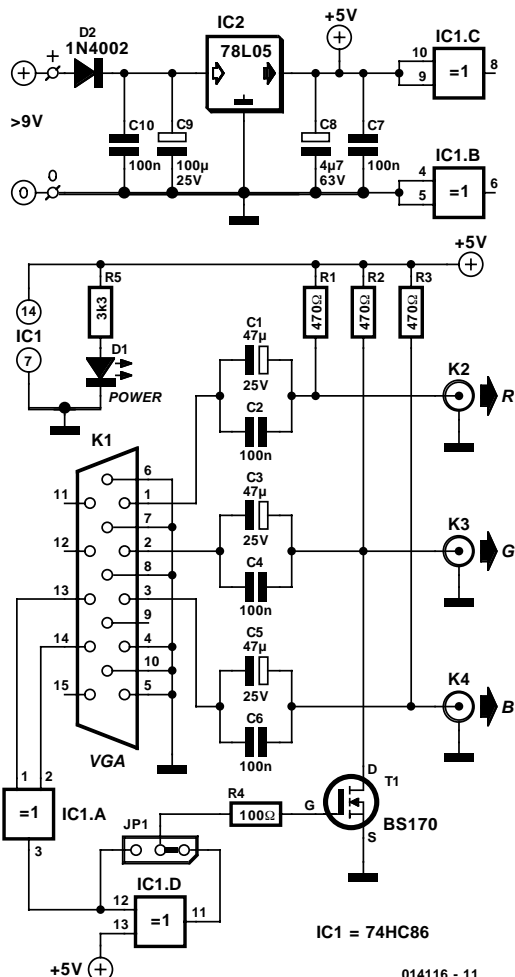 D2
1N4002
+
>9V
0
0
IC2
78L05
+5V
C10
100n
C9
100µ
25V
C8
4µ7
63V
C7
100n
IC1.C
10
9
=1
8
IC1.B
4
5
=1
6
+5V
14
IC1
7
R5
3k3
D1
POWER
R1
470Ω
R2
470Ω
R3
470Ω
C1
47µ
25V
C2
100n
C3
47µ
25V
C4
100n
C5
47µ
25V
C6
100n
K2
R
K3
G
K4
B
K1
6
11
1
7
12
2
8
13
3
9
14
4
10
15
5
VGA
1
2
=1
IC1.A
3
JP1
R4
100Ω
G
D
T1
BS170
S
IC1.D
12
13
=1
11
+5V
IC1 = 74HC86
014116 - 11